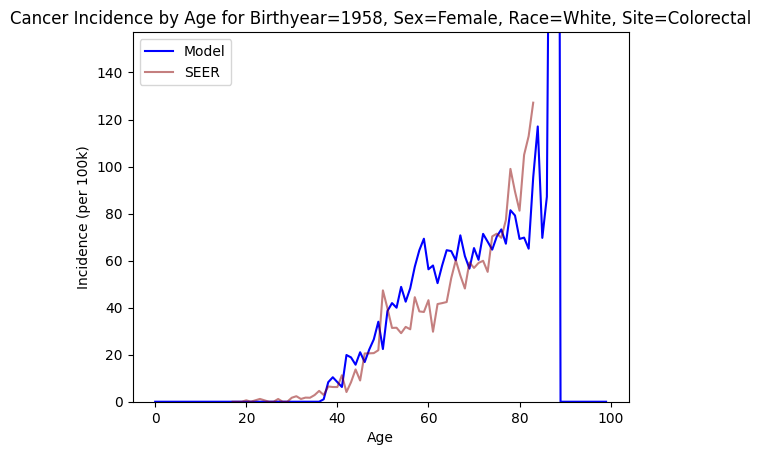 Cancer Incidence by Age for Birthyear=1958, Sex=Female, Race=White, Site=Colorectal
Model
SEER
140
120
100
80
60
40
20
0
Incidence (per 100k)
0 20 40 60 80 100
Age